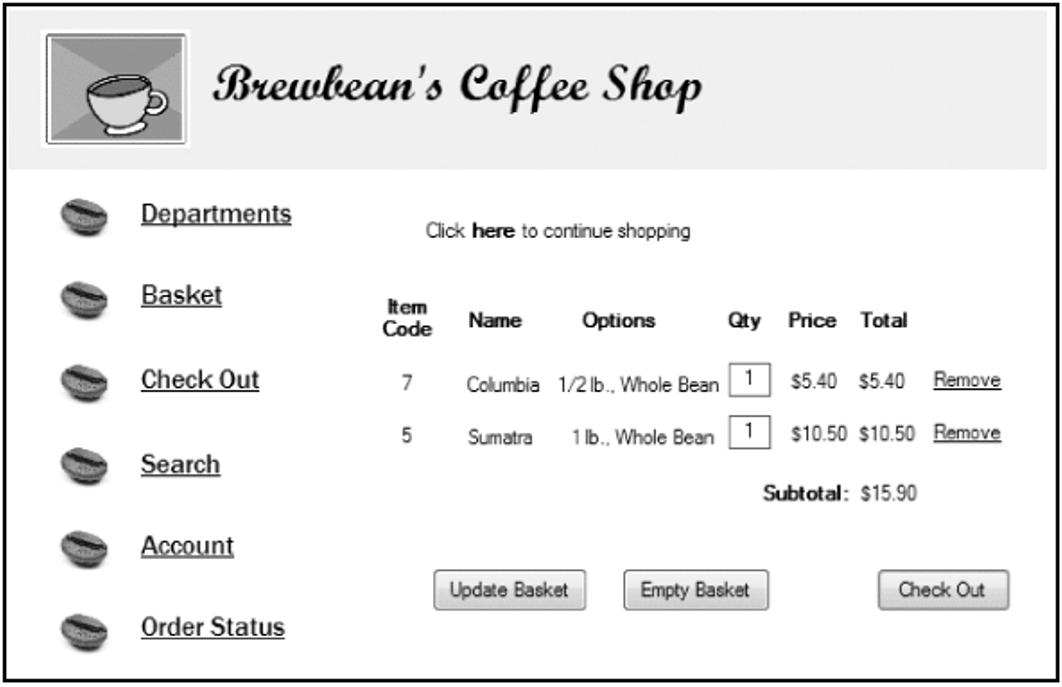 Brewbean's Coffee Shop
Departments
Click here to continue shopping
Basket
Item Code Name Options Qty Price Total
Check Out
7 Columbia 1/2 lb., Whole Bean 1 $5.40 $5.40 Remove
5 Sumatra 1 lb., Whole Bean 1 $10.50 $10.50 Remove
Search
Subtotal: $15.90
Account
Update Basket Empty Basket Check Out
Order Status